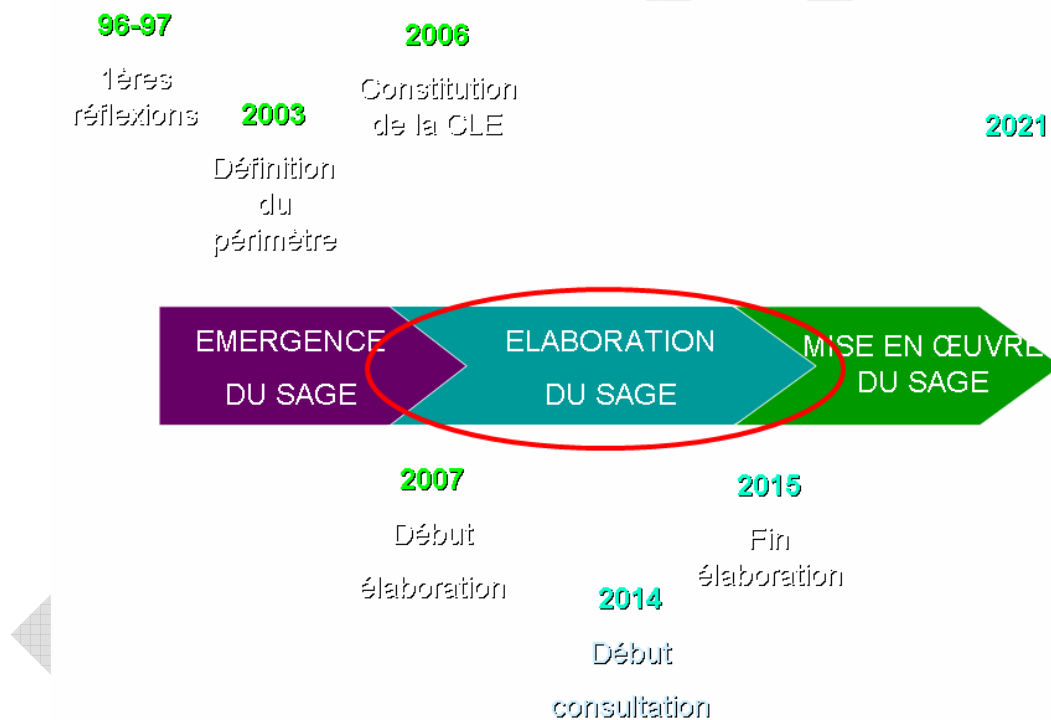 96-97
1ères
réflexions
2003
Définition
du
périmètre
2006
Constitution
de la CLE
2021
EMERGENCE
DU SAGE
ELABORATION
DU SAGE
MISE EN ŒUVRE
DU SAGE
2007
Début
élaboration
2014
Début
consultation
2015
Fin
élaboration